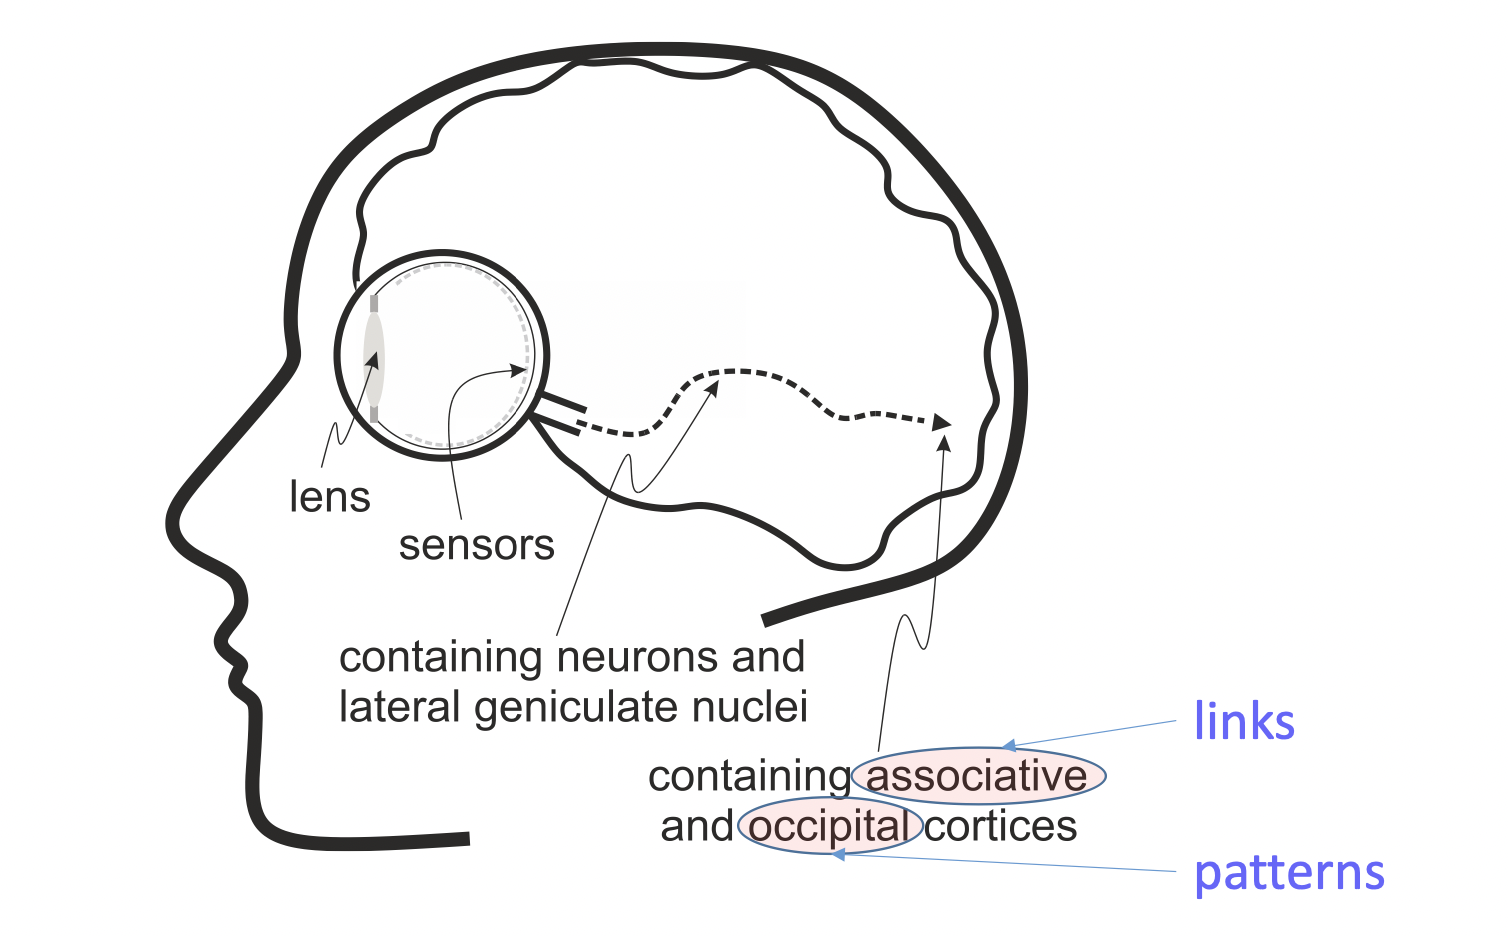 lens
sensors
containing neurons and
lateral geniculate nuclei
links
containing associative
and occipital cortices
patterns